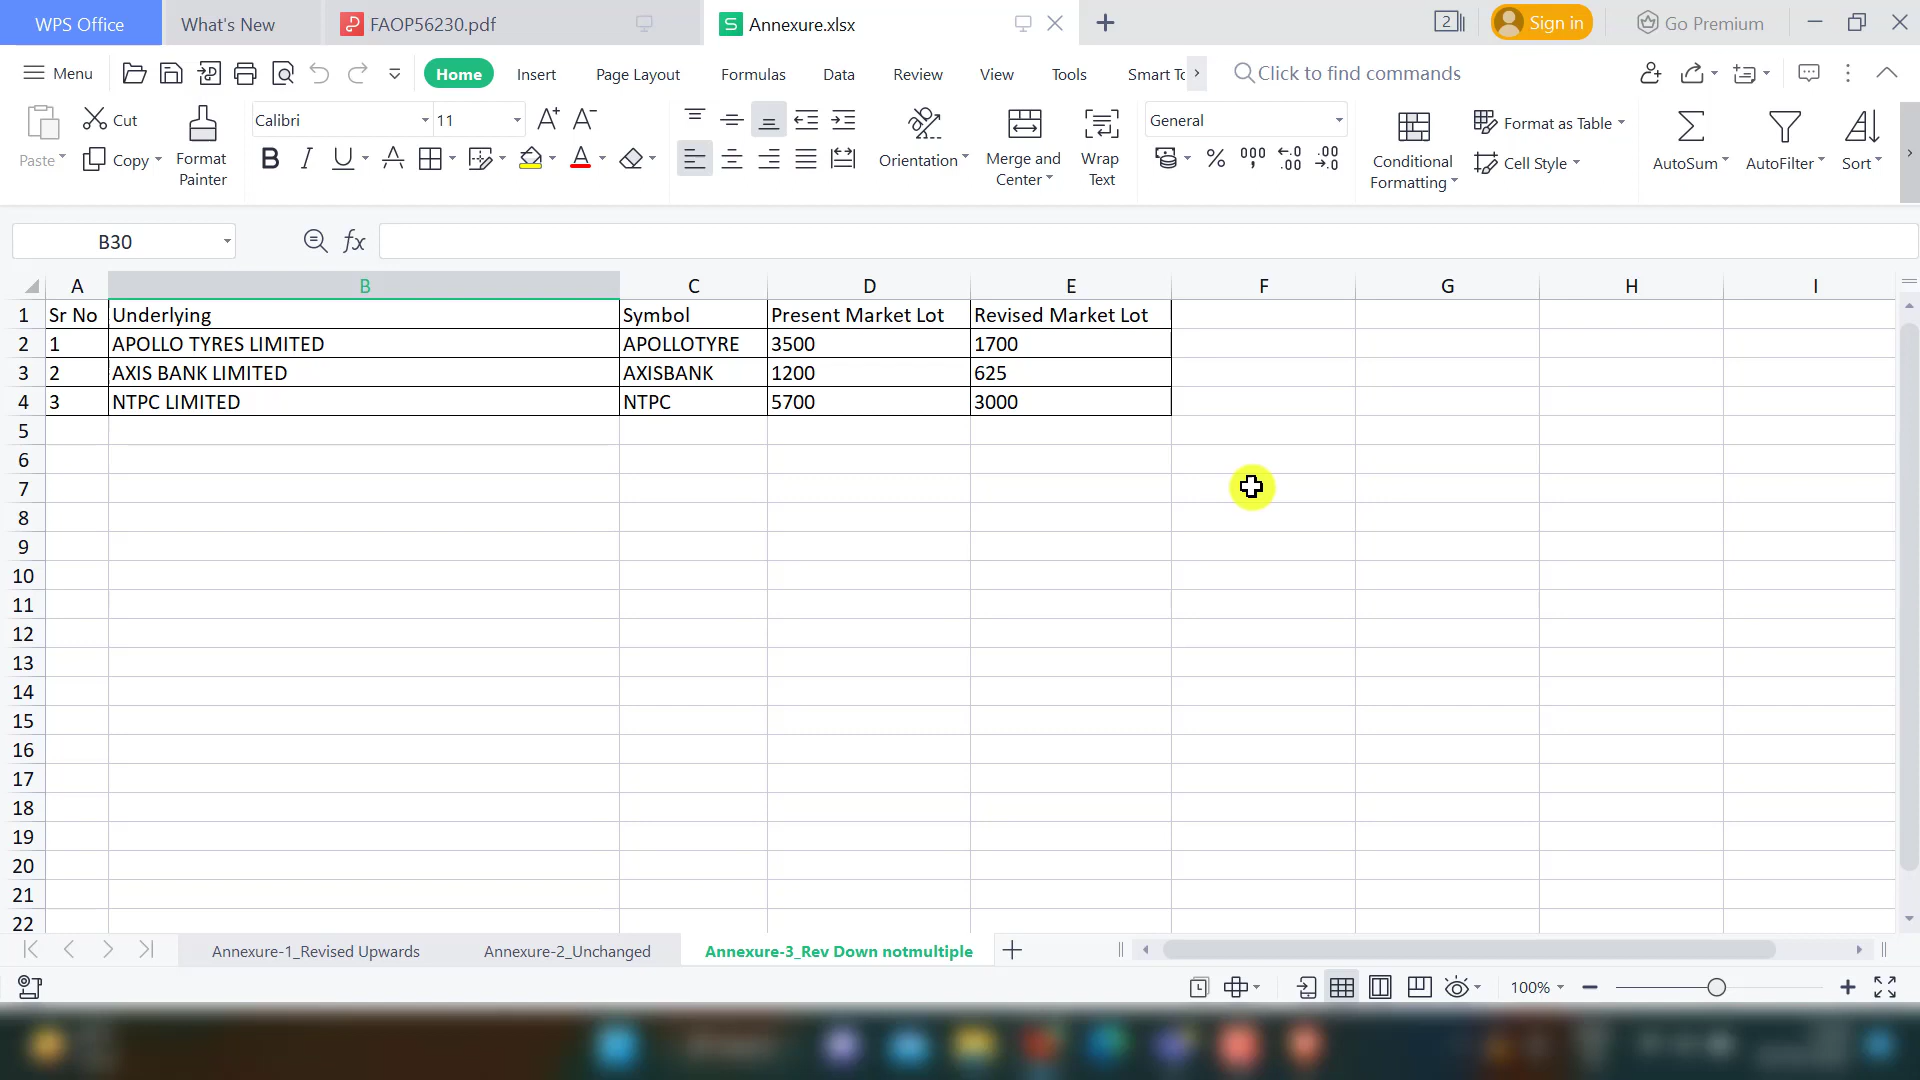 WPS Office What's New FAOP56230.pdf Annexure.xlsx 2 Sign in Go Premium
Menu Home Insert Page Layout Formulas Data Review View Tools Smart To Click to find commands
Paste Cut Copy Format Painter Calibri 11 Orientation Merge and Center Wrap Text General Conditional Formatting Format as Table Cell Style AutoSum AutoFilter Sort
B30 fx
A B C D E F G H I
1 Sr No Underlying Symbol Present Market Lot Revised Market Lot
2 1 APOLLO TYRES LIMITED APOLLOTYRE 3500 1700
3 2 AXIS BANK LIMITED AXISBANK 1200 625
4 3 NTPC LIMITED NTPC 5700 3000
5
6
7
8
9
10
11
12
13
14
15
16
17
18
19
20
21
22
Annexure-1_Revised Upwards Annexure-2_Unchanged Annexure-3_Rev Down notmultiple
100%